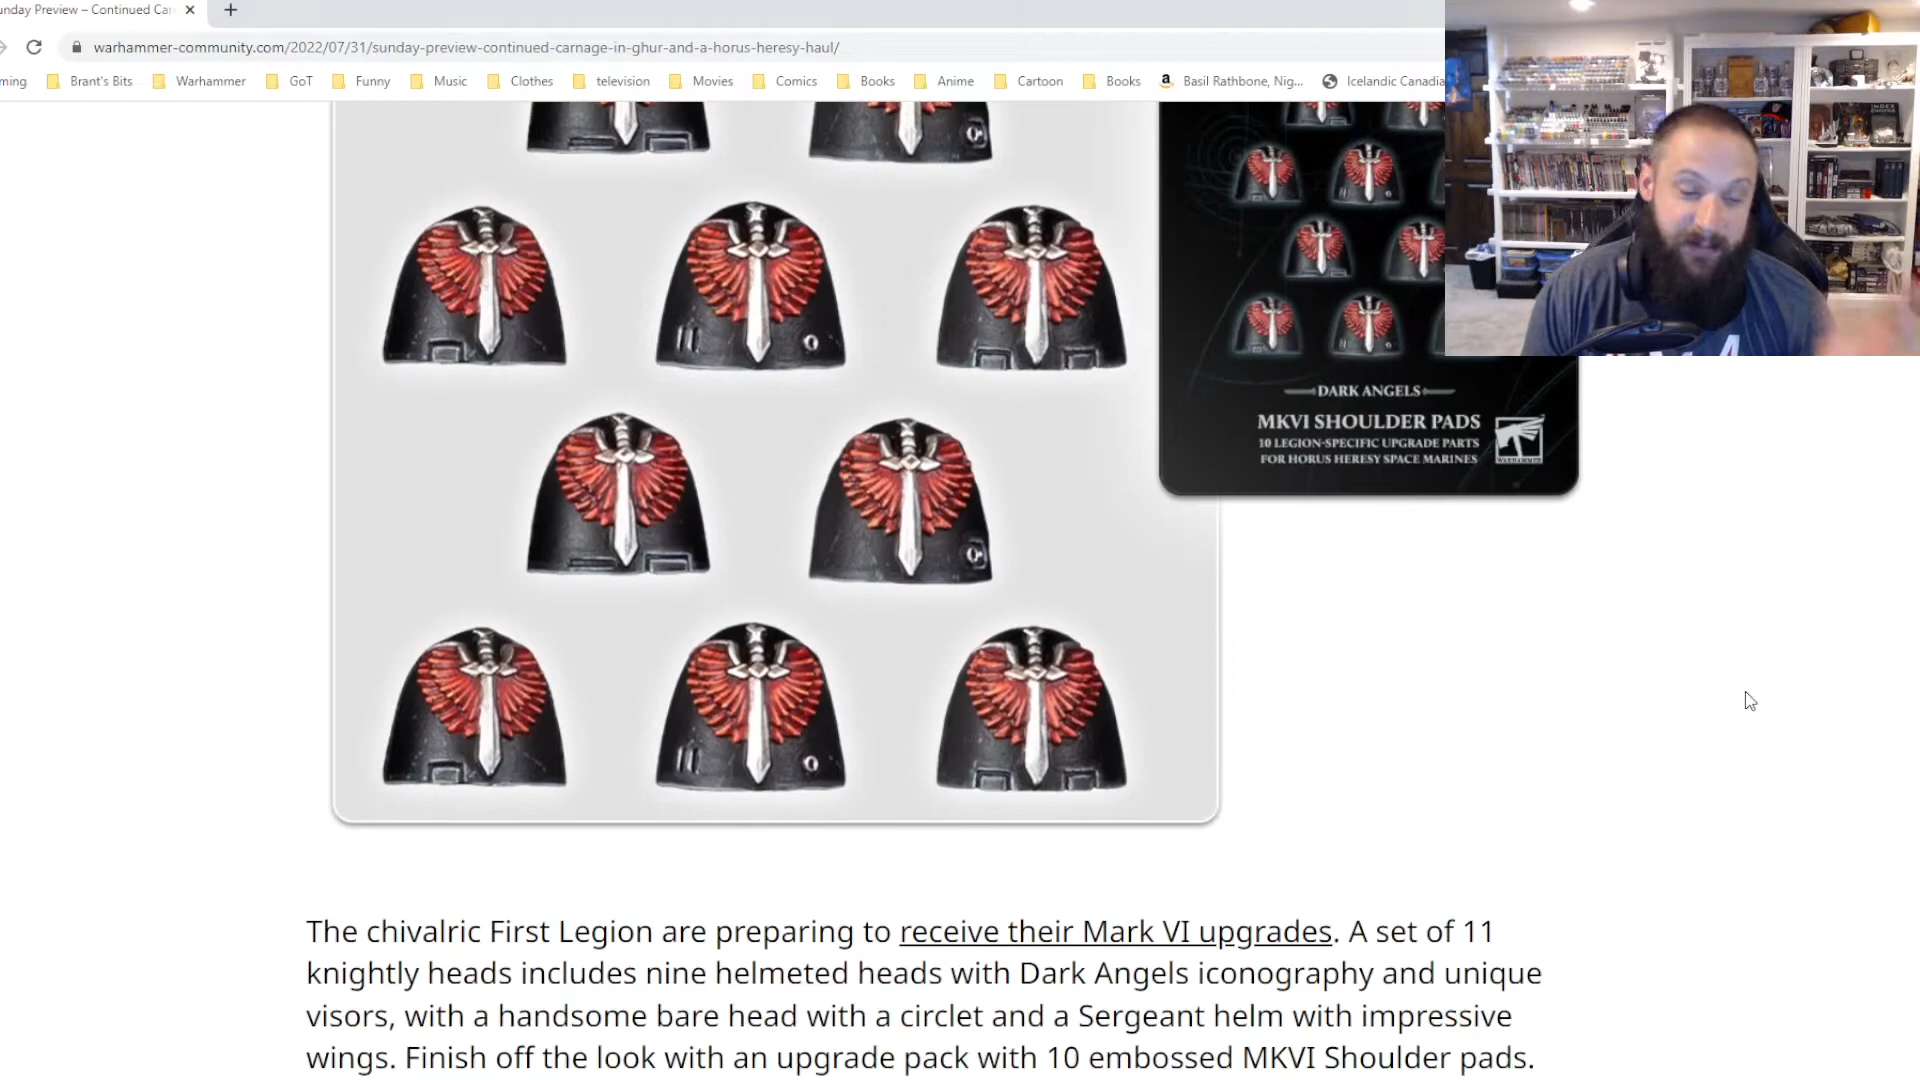 unday Preview – Continued Car
warhammer-community.com/2022/07/31/sunday-preview-continued-carnage-in-ghur-and-a-horus-heresy-haul/
ming Brant's Bits Warhammer GoT Funny Music Clothes television Movies Comics Books Anime Cartoon Books Basil Rathbone, Nig... Icelandic Canadia
INDEX
DARK ANGELS
MKVI SHOULDER PADS
10 LEGION-SPECIFIC UPGRADE PARTS
FOR HORUS HERESY SPACE MARINES
WARHAMMER
The chivalric First Legion are preparing to receive their Mark VI upgrades. A set of 11
knightly heads includes nine helmeted heads with Dark Angels iconography and unique
visors, with a handsome bare head with a circlet and a Sergeant helm with impressive
wings. Finish off the look with an upgrade pack with 10 embossed MKVI Shoulder pads.